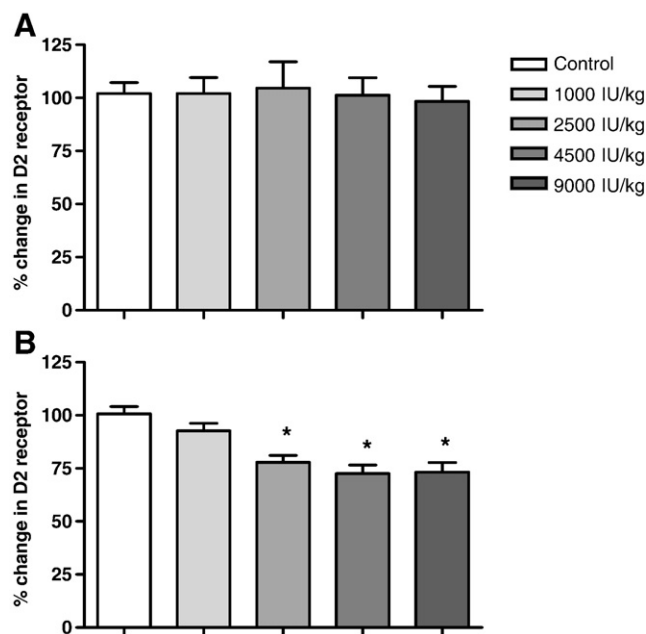 A
% change in D2 receptor
125
100
75
50
25
0
Control
1000 IU/kg
2500 IU/kg
4500 IU/kg
9000 IU/kg
B
% change in D2 receptor
125
100
75
50
25
0
* * *